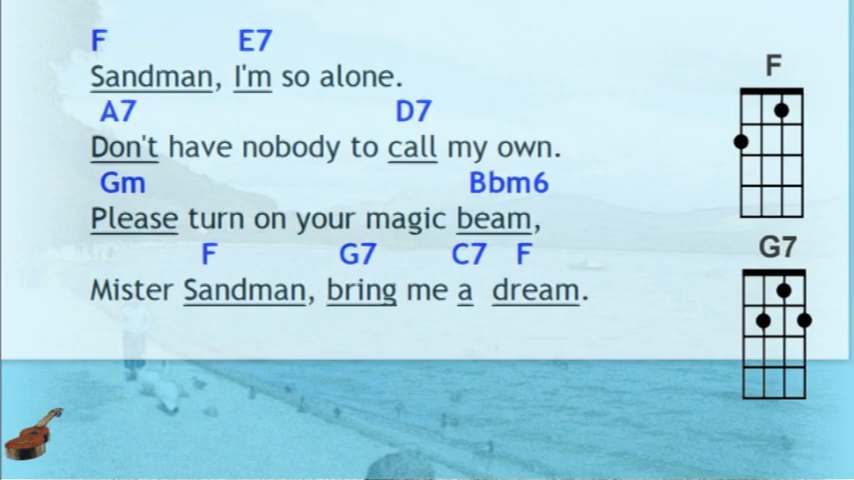 F E7
Sandman, I'm so alone.
A7 D7
Don't have nobody to call my own.
Gm Bbm6
Please turn on your magic beam,
F G7 C7 F
Mister Sandman, bring me a dream.
F
G7